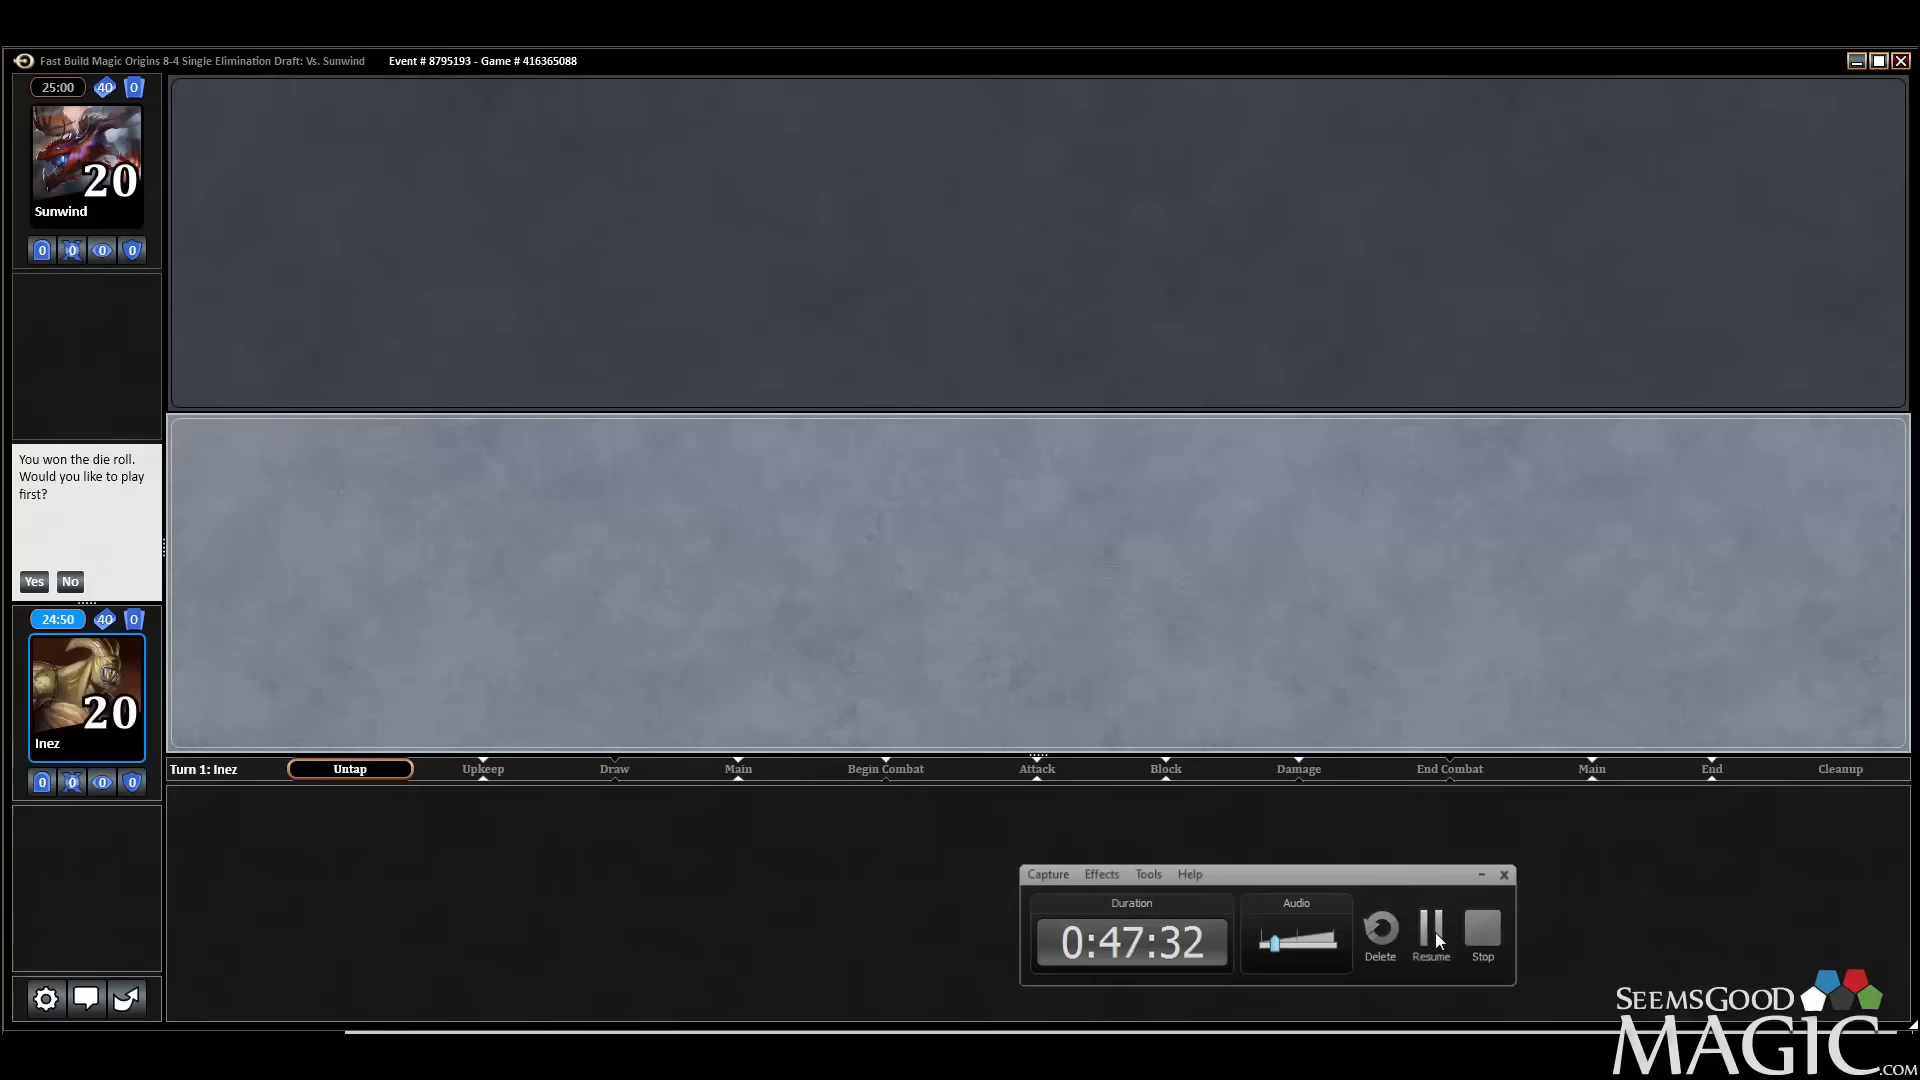 Fast Build Magic Origins 8-4 Single Elimination Draft: Vs. Sunwind Event # 8795193 - Game # 416365088
25:00 40 0
20
Sunwind
0 0 0 0
You won the die roll.
Would you like to play
first?
Yes No
24:50 40 0
20
Inez
0 0 0 0
Turn 1: Inez Untap Upkeep Draw Main Begin Combat Attack Block Damage End Combat Main End Cleanup
Capture Effects Tools Help
Duration Audio
0:47:32
Delete Resume Stop
SEEMSGOOD
MAGIC.COM